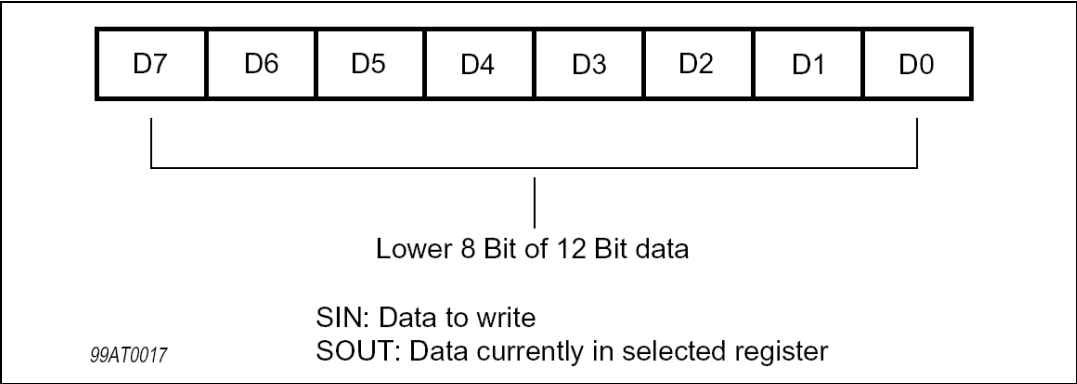 D7 D6 D5 D4 D3 D2 D1 D0
Lower 8 Bit of 12 Bit data
SIN: Data to write
SOUT: Data currently in selected register
99AT0017